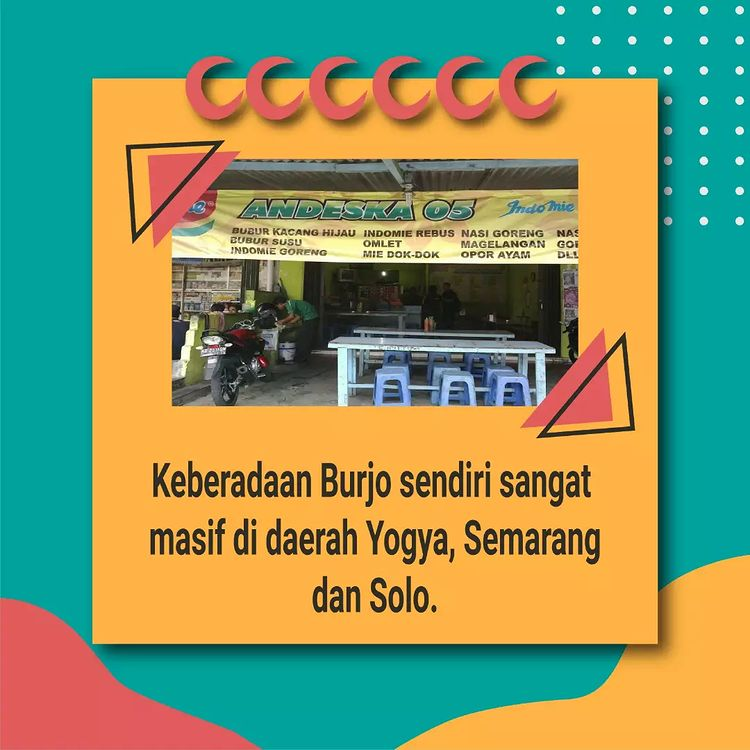 ANDESKA 05
IndoMie
BUBUR KACANG HIJAU INDOMIE REBUS NASI GORENG NAS
BUBUR SUSU OMLET MAGELANGAN
INDOMIE GORENG MIE DOK-DOK OPOR AYAM DLL
Keberadaan Burjo sendiri sangat
masif di daerah Yogya, Semarang
dan Solo.